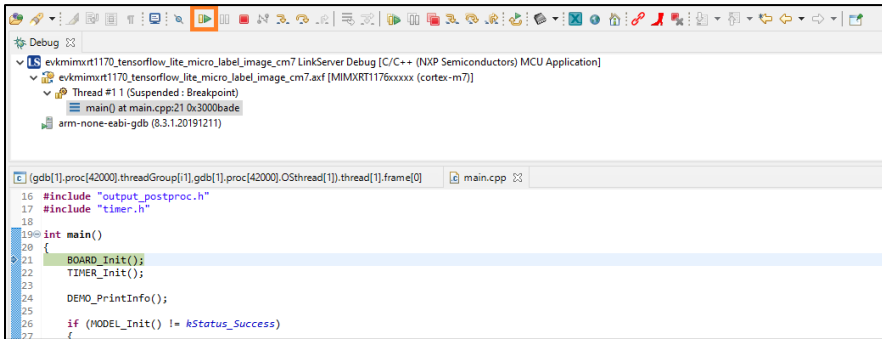 Debug
evkmimxrt1170_tensorflow_lite_micro_label_image_cm7 LinkServer Debug [C/C++ (NXP Semiconductors) MCU Application]
evkmimxrt1170_tensorflow_lite_micro_label_image_cm7.axf [MIMXRT1176xxxxx (cortex-m7)]
Thread #1 1 (Suspended : Breakpoint)
main() at main.cpp:21 0x3000bade
arm-none-eabi-gdb (8.3.1.20191211)
(gdb[1].proc[42000].threadGroup[i1],gdb[1].proc[42000].OSthread[1]).thread[1].frame[0] main.cpp
16 #include "output_postproc.h"
17 #include "timer.h"
18
19 int main()
20 {
21 BOARD_Init();
22 TIMER_Init();
23
24 DEMO_PrintInfo();
25
26 if (MODEL_Init() != kStatus_Success)
27 {